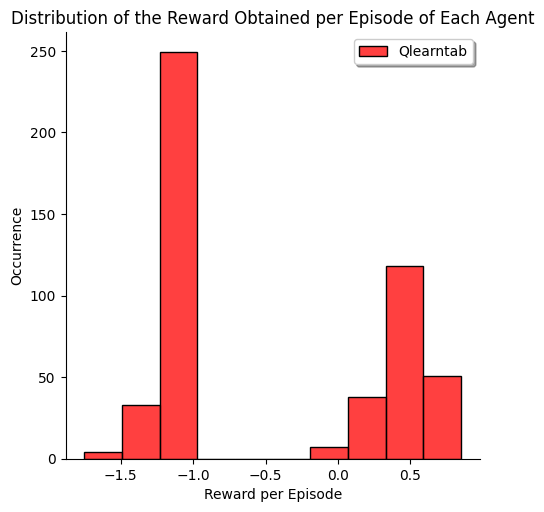 Distribution of the Reward Obtained per Episode of Each Agent
Qlearntab
Occurrence
250
200
150
100
50
0
−1.5 −1.0 −0.5 0.0 0.5
Reward per Episode